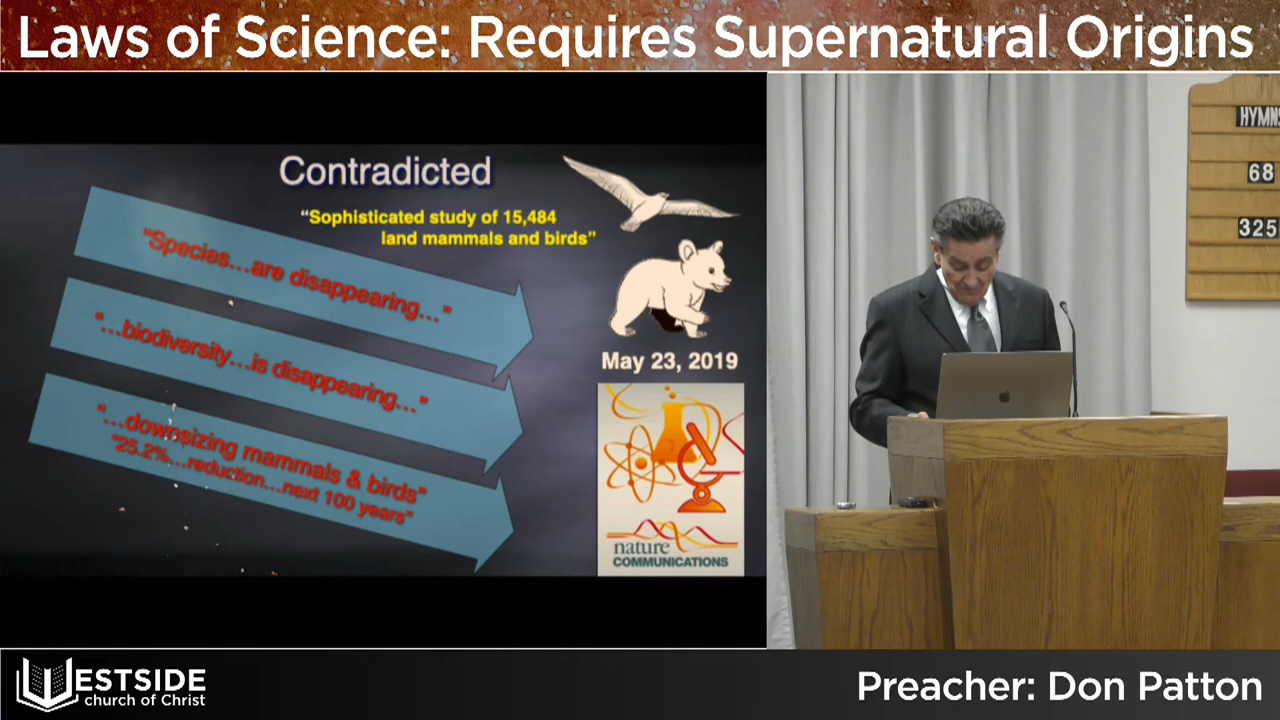 Laws of Science: Requires Supernatural Origins
Contradicted
“Sophisticated study of 15,484
land mammals and birds”
“Species...are disappearing...”
“...biodiversity...is disappearing...”
“...downsizing mammals & birds”
“25.2%...reduction...next 100 years”
May 23, 2019
nature
COMMUNICATIONS
HYMNS
68
325
WESTSIDE
church of Christ
Preacher: Don Patton